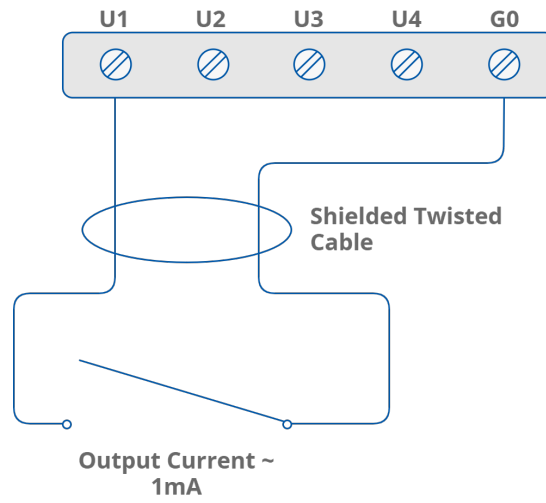 U1 U2 U3 U4 G0
Shielded Twisted
Cable
Output Current ~
1mA